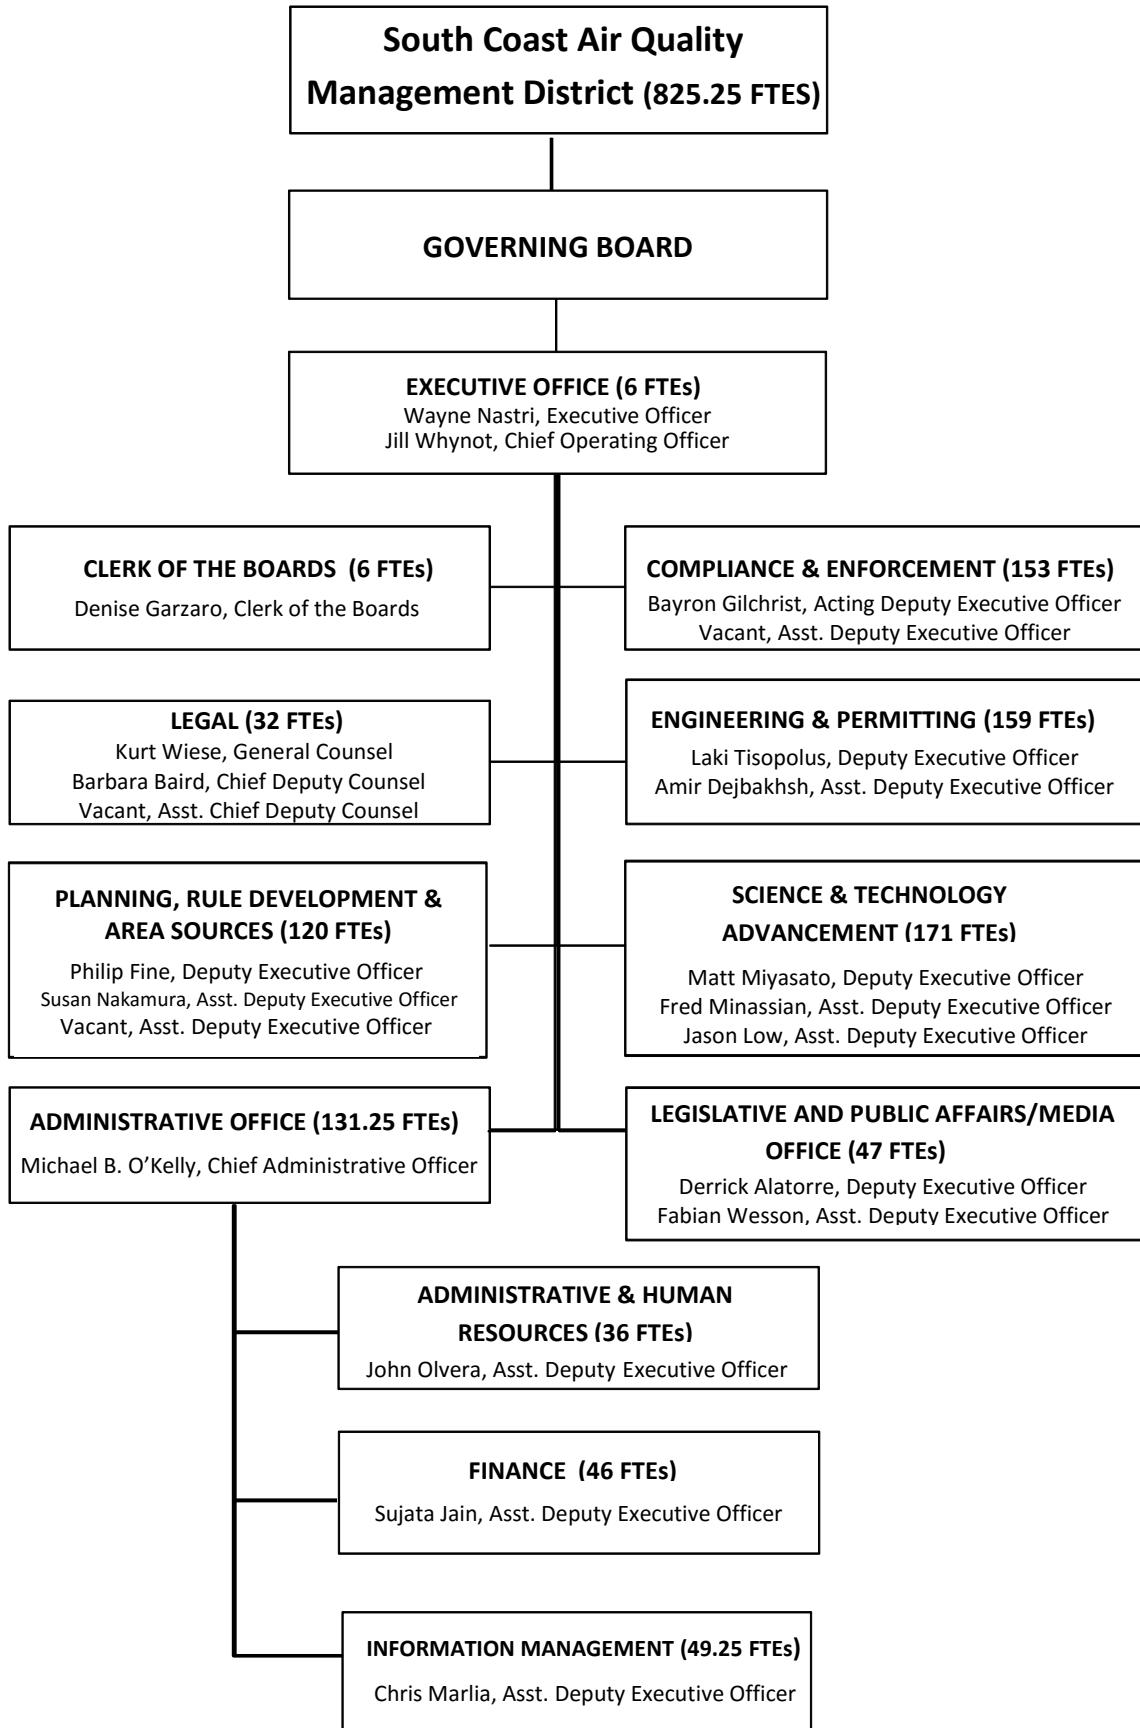 South Coast Air Quality
Management District (825.25 FTES)
GOVERNING BOARD
EXECUTIVE OFFICE (6 FTEs)
Wayne Nastri, Executive Officer
Jill Whynot, Chief Operating Officer
CLERK OF THE BOARDS (6 FTEs)
Denise Garzaro, Clerk of the Boards
COMPLIANCE & ENFORCEMENT (153 FTEs)
Bayron Gilchrist, Acting Deputy Executive Officer
Vacant, Asst. Deputy Executive Officer
LEGAL (32 FTEs)
Kurt Wiese, General Counsel
Barbara Baird, Chief Deputy Counsel
Vacant, Asst. Chief Deputy Counsel
ENGINEERING & PERMITTING (159 FTEs)
Laki Tisopolus, Deputy Executive Officer
Amir Dejbakhsh, Asst. Deputy Executive Officer
PLANNING, RULE DEVELOPMENT &
AREA SOURCES (120 FTEs)
Philip Fine, Deputy Executive Officer
Susan Nakamura, Asst. Deputy Executive Officer
Vacant, Asst. Deputy Executive Officer
SCIENCE & TECHNOLOGY
ADVANCEMENT (171 FTEs)
Matt Miyasato, Deputy Executive Officer
Fred Minassian, Asst. Deputy Executive Officer
Jason Low, Asst. Deputy Executive Officer
ADMINISTRATIVE OFFICE (131.25 FTEs)
Michael B. O’Kelly, Chief Administrative Officer
LEGISLATIVE AND PUBLIC AFFAIRS/MEDIA
OFFICE (47 FTEs)
Derrick Alatorre, Deputy Executive Officer
Fabian Wesson, Asst. Deputy Executive Officer
ADMINISTRATIVE & HUMAN
RESOURCES (36 FTEs)
John Olvera, Asst. Deputy Executive Officer
FINANCE (46 FTEs)
Sujata Jain, Asst. Deputy Executive Officer
INFORMATION MANAGEMENT (49.25 FTEs)
Chris Marlia, Asst. Deputy Executive Officer